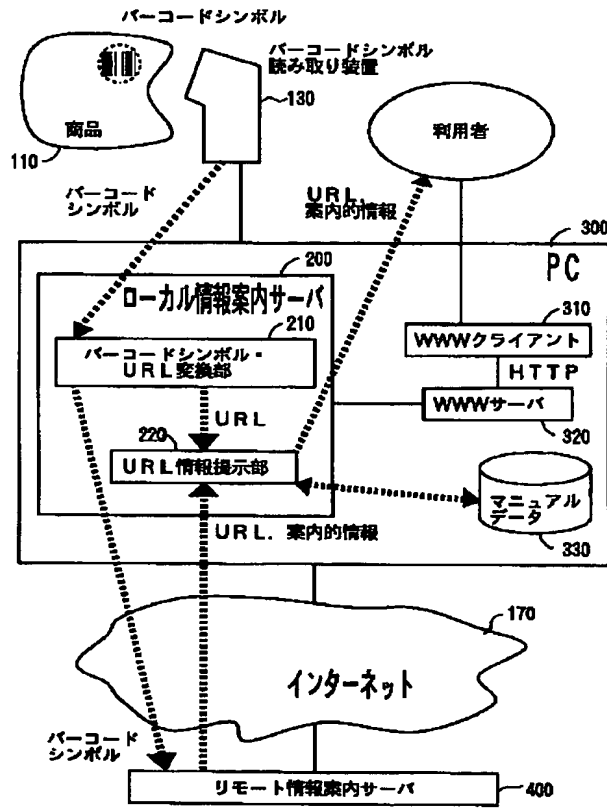 バーコードシンボル
バーコードシンボル
読み取り装置
130
商品
110
利用者
バーコード
シンボル
URL,
案内的情報
300
PC
200
ローカル情報案内サーバ
210
バーコードシンボル・
URL変換部
310
WWWクライアント
HTTP
WWWサーバ
320
URL
220
URL情報提示部
マニュアル
データ
330
URL, 案内的情報
170
インターネット
バーコード
シンボル
リモート情報案内サーバ
400